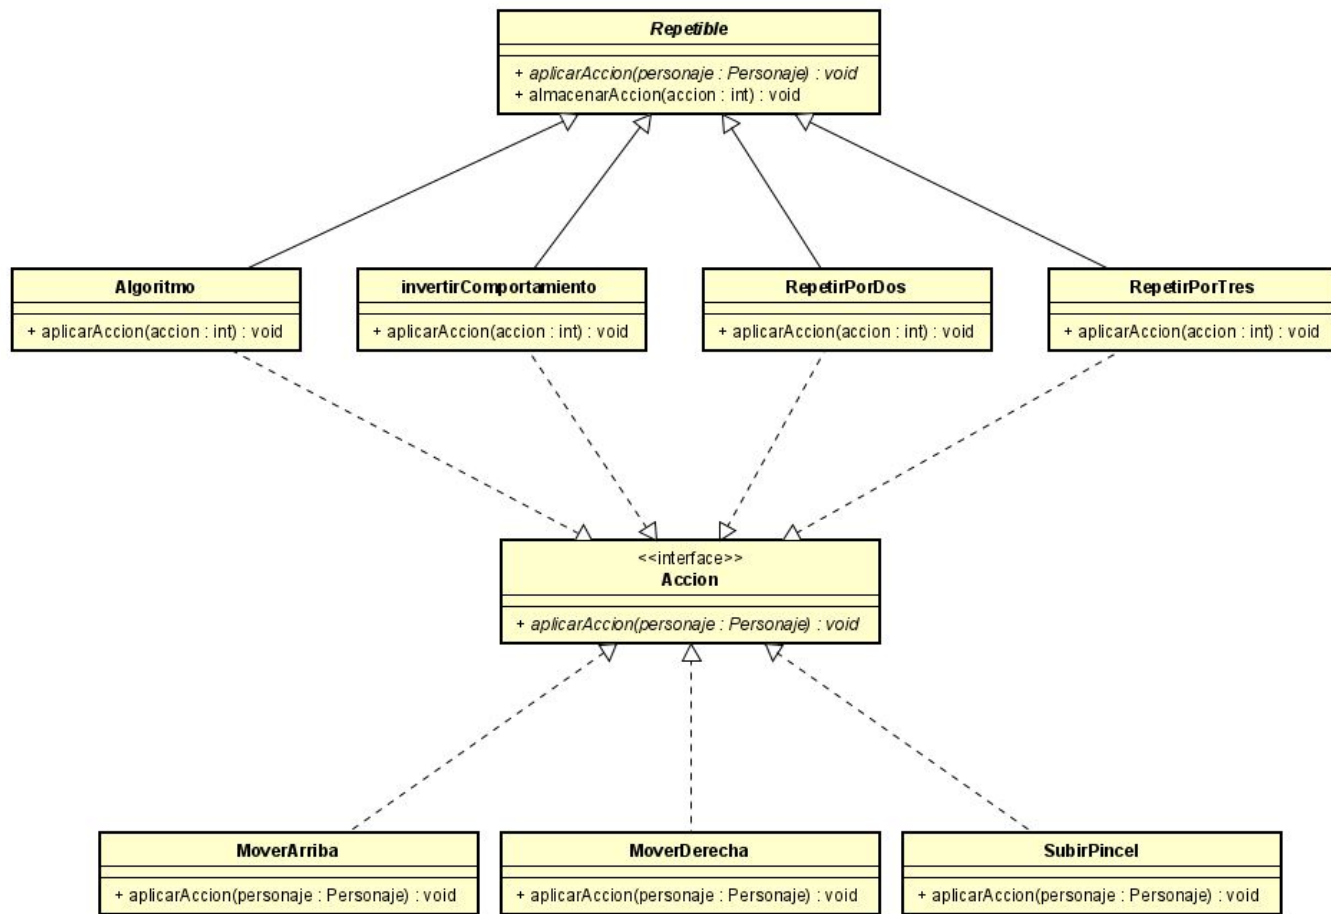 Repetible
+ aplicarAccion(personaje : Personaje) : void
+ almacenarAccion(accion : int) : void
Algoritmo
+ aplicarAccion(accion : int) : void
invertirComportamiento
+ aplicarAccion(accion : int) : void
RepetirPorDos
+ aplicarAccion(accion : int) : void
RepetirPorTres
+ aplicarAccion(accion : int) : void
<<interface>>
Accion
+ aplicarAccion(personaje : Personaje) : void
MoverArriba
+ aplicarAccion(personaje : Personaje) : void
MoverDerecha
+ aplicarAccion(personaje : Personaje) : void
SubirPincel
+ aplicarAccion(personaje : Personaje) : void